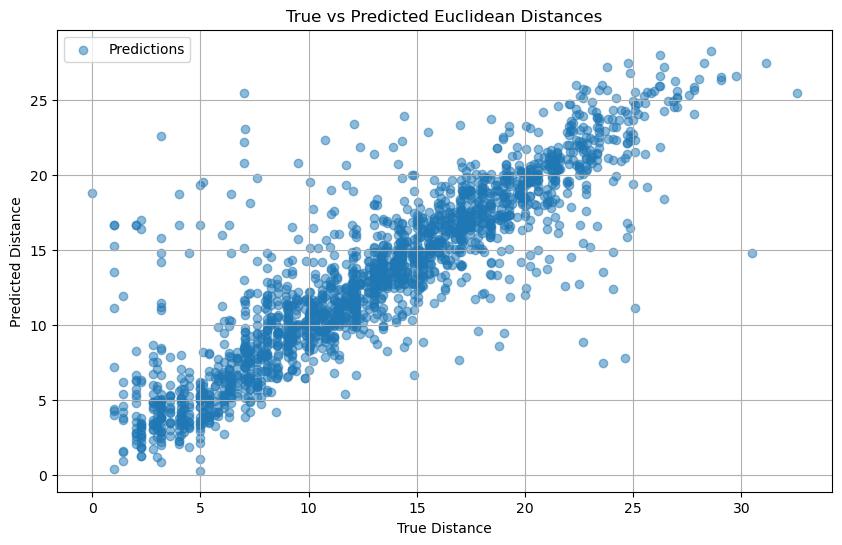 True vs Predicted Euclidean Distances
Predictions
Predicted Distance
25
20
15
10
5
0
0 5 10 15 20 25 30
True Distance